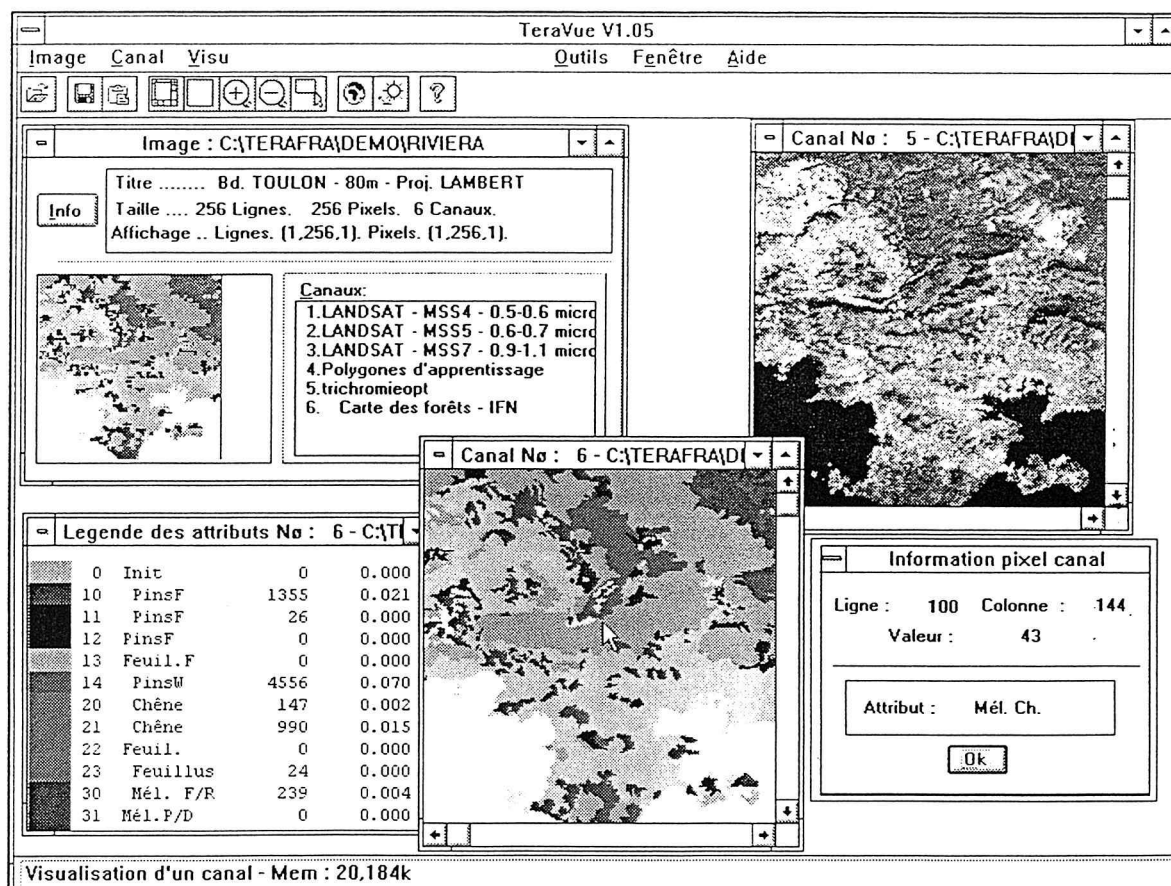 TeraVue V1.05
Image Canal Visu Outils Fenêtre Aide
Image : C:\TERAFRA\DEMO\RIVIERA
Info
Titre ........ Bd. TOULON - 80m - Proj. LAMBERT
Taille .... 256 Lignes. 256 Pixels. 6 Canaux.
Affichage .. Lignes. (1,256,1). Pixels. (1,256,1).
Canaux:
1.LANDSAT - MSS4 - 0.5-0.6 micro
2.LANDSAT - MSS5 - 0.6-0.7 micro
3.LANDSAT - MSS7 - 0.9-1.1 micro
4.Polygones d'apprentissage
5.trichromieopt
6. Carte des forêts - IFN
Canal Nø : 5 - C:\TERAFRA\DI
Canal Nø : 6 - C:\TERAFRA\DI
Legende des attributs Nø : 6 - C:\TI
0 Init 0 0.000
10 PinsF 1355 0.021
11 PinsF 26 0.000
12 PinsF 0 0.000
13 Feuil.F 0 0.000
14 PinsW 4556 0.070
20 Chêne 147 0.002
21 Chêne 990 0.015
22 Feuil. 0 0.000
23 Feuillus 24 0.000
30 Mél. F/R 239 0.004
31 Mél.P/D 0 0.000
Information pixel canal
Ligne : 100 Colonne : 144
Valeur : 43
Attribut : Mél. Ch.
Ok
Visualisation d'un canal - Mem : 20,184k